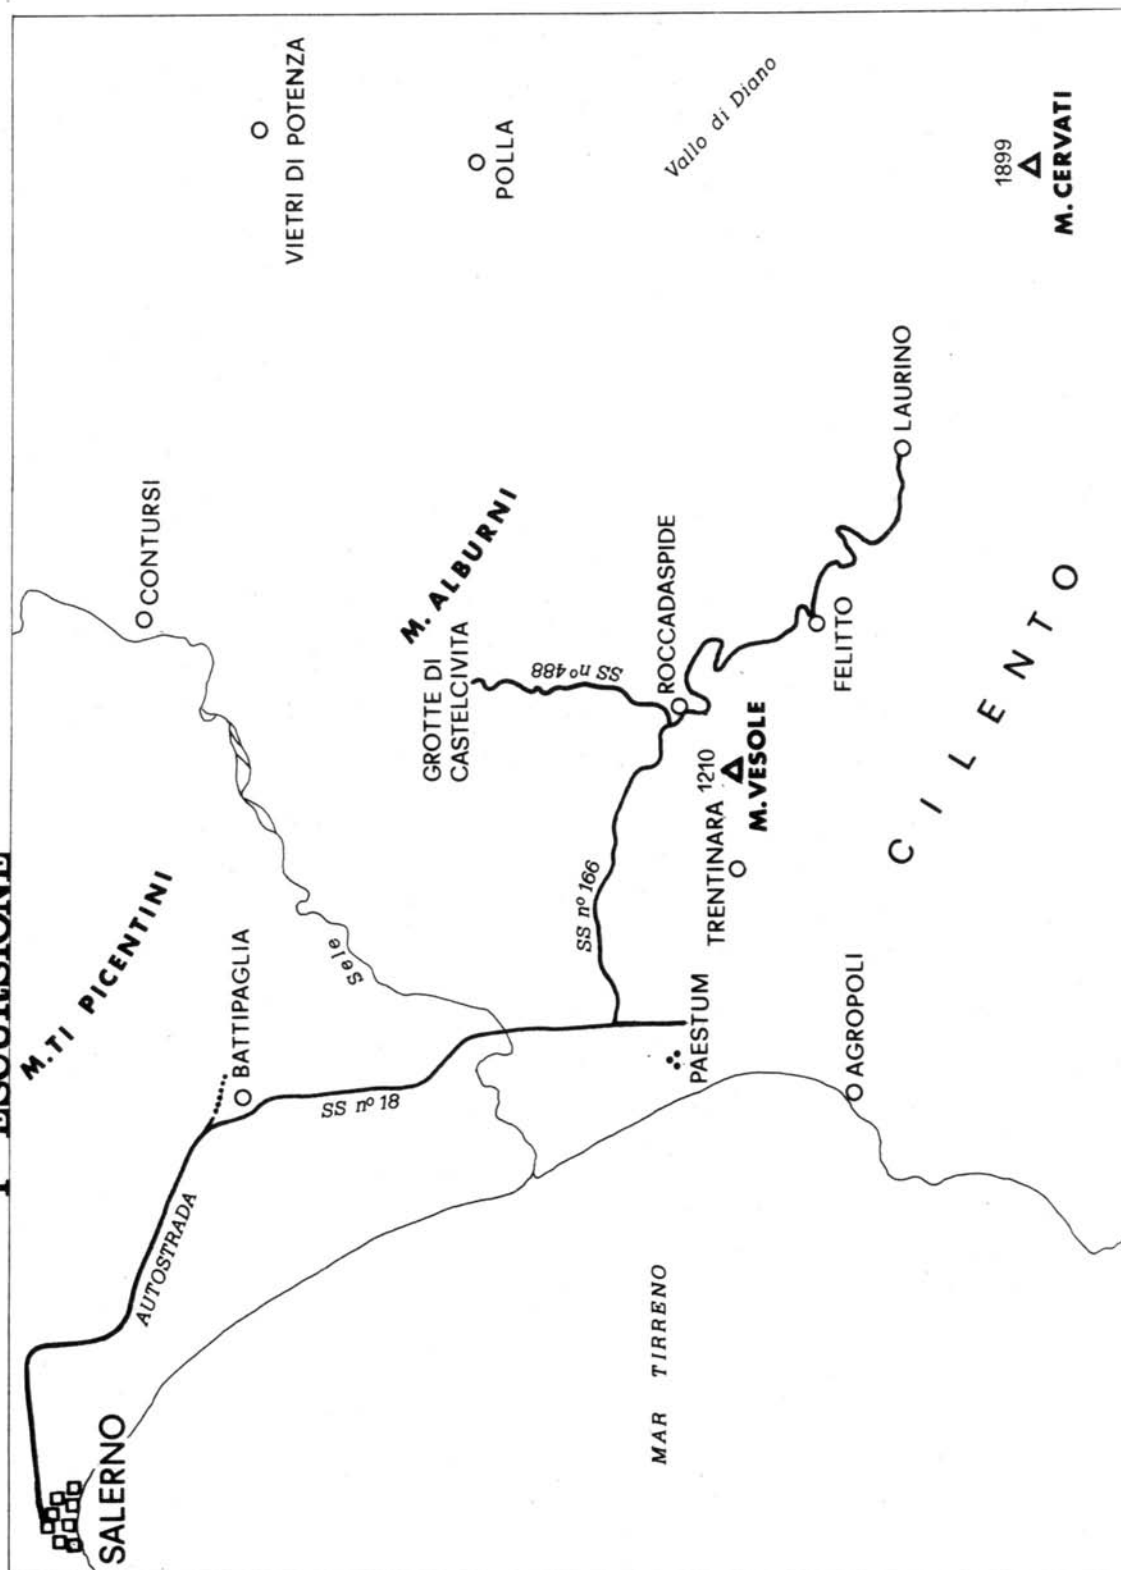 ESCURSIONE
M.TI PICENTINI
SALERNO
CONTURSI
AUTOSTRADA
BATTIPAGLIA
VIETRI DI POTENZA
Sele
SS nº 18
GROTTE DI
CASTELCIVITA
M. ALBURNI
POLLA
SS nº 488
SS nº 166
MAR TIRRENO
ROCCADASPIDE
Vallo di Diano
PAESTUM
TRENTINARA
1210
M. VESOLE
FELITTO
AGROPOLI
LAURINO
CILENTO
1899
M. CERVATI